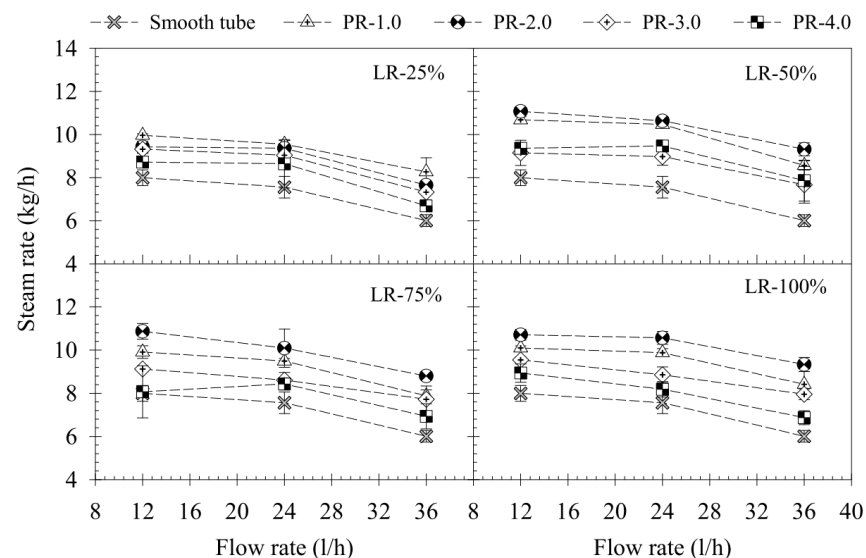 Smooth tube PR-1.0 PR-2.0 PR-3.0 PR-4.0
14
12
10
8
6
4
LR-25%
LR-50%
Steam rate (kg/h)
12
10
8
6
4
LR-75%
LR-100%
8 12 16 20 24 28 32 36 8 12 16 20 24 28 32 36 40
Flow rate (l/h) Flow rate (l/h)